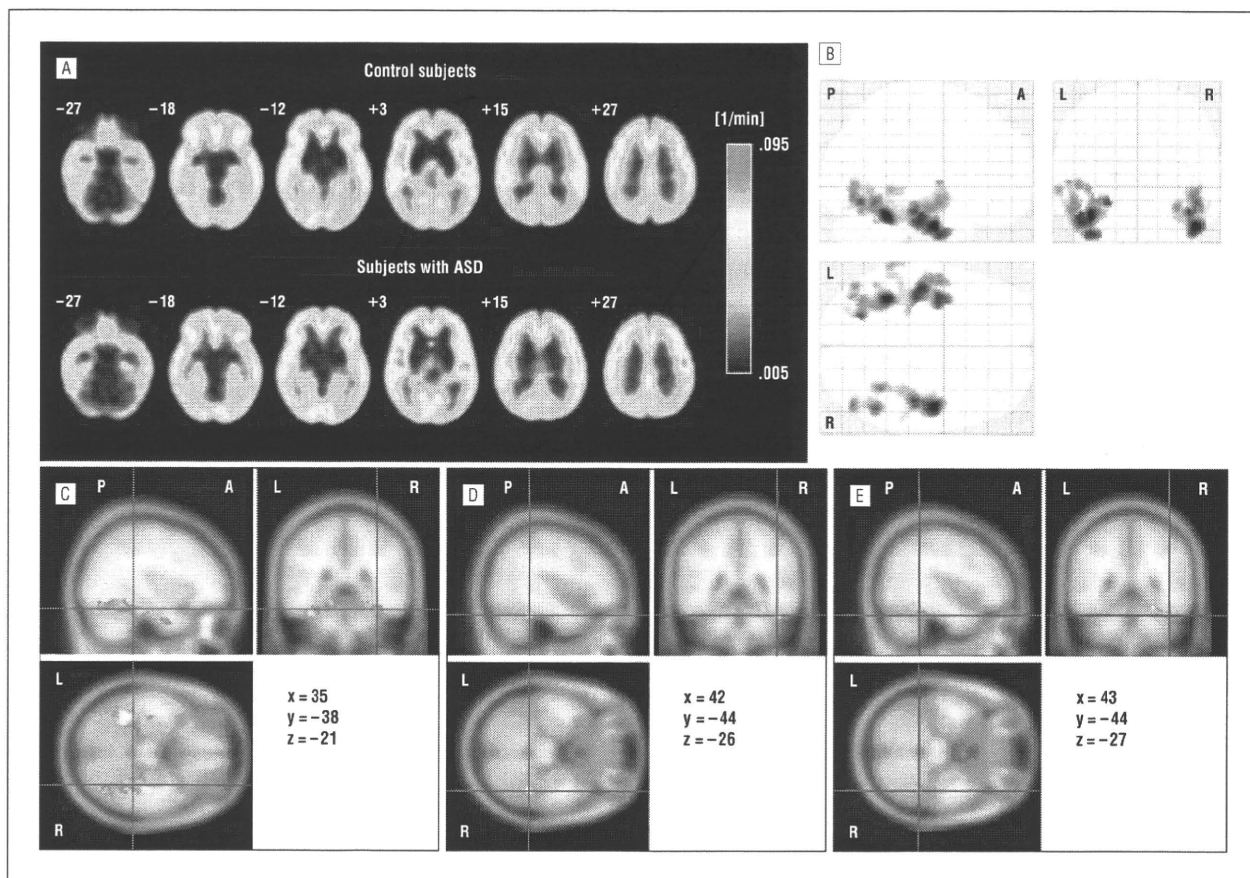 A
Control subjects
−27 −18 −12 +3 +15 +27
Subjects with ASD
−27 −18 −12 +3 +15 +27
[1/min]
.095
.005
B
P A
L R
L
R
C
P A
L R
L
R
x = 35
y = −38
z = −21
D
P A
L R
L
R
x = 42
y = −44
z = −26
E
P A
L R
L
R
x = 43
y = −44
z = −27